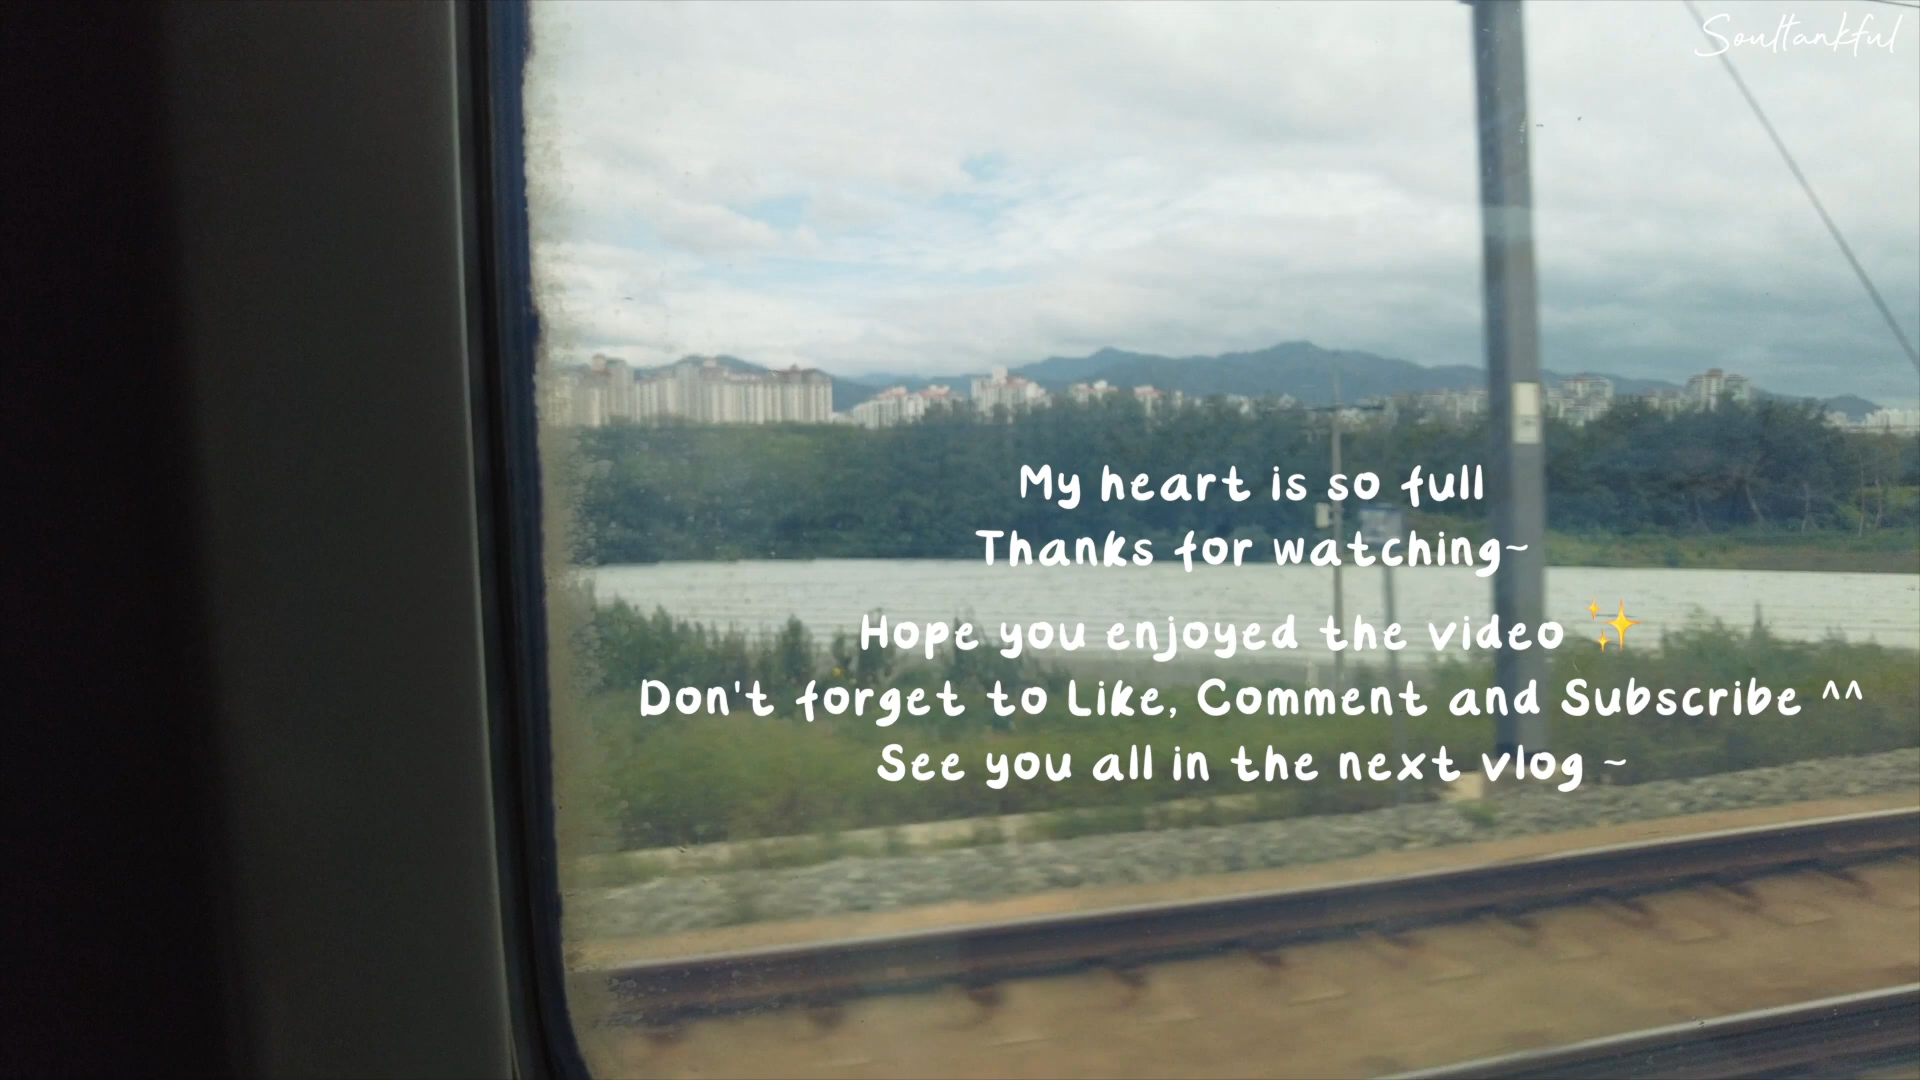 Soultankful
My heart is so full
Thanks for watching~
Hope you enjoyed the video ✨
Don't forget to Like, Comment and Subscribe ^^
See you all in the next vlog ~